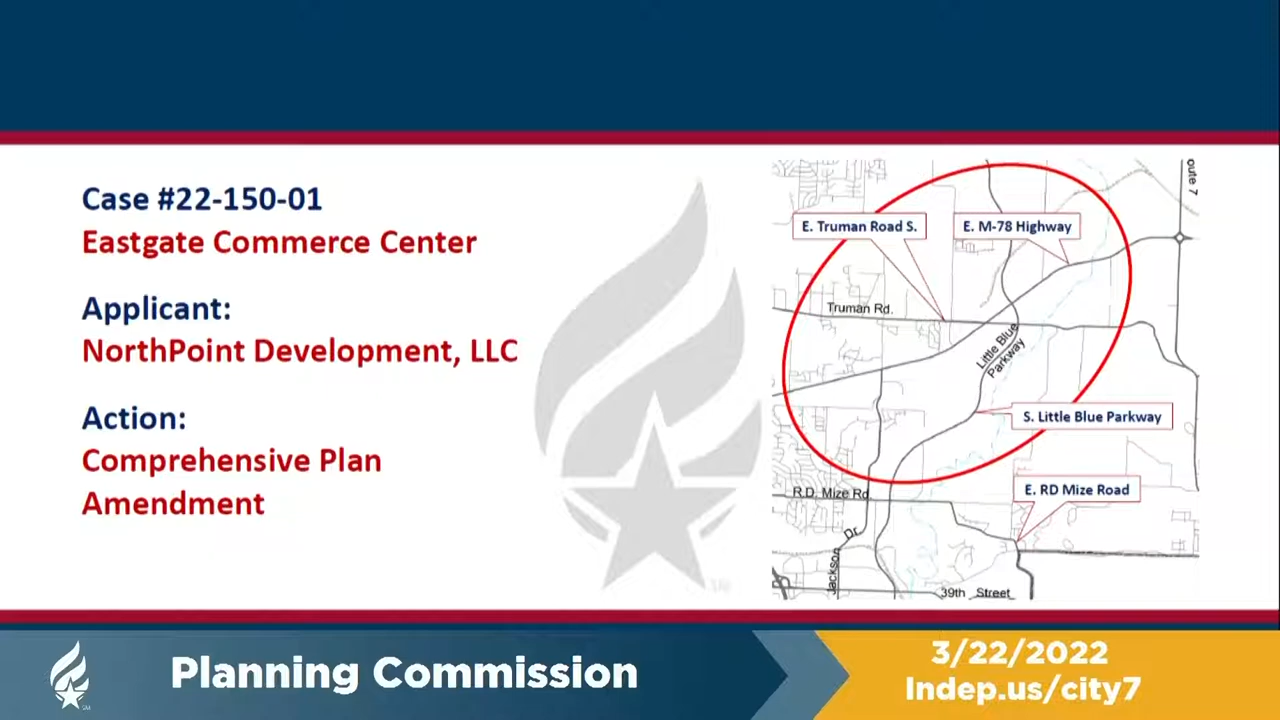 Case #22-150-01
Eastgate Commerce Center
Applicant:
NorthPoint Development, LLC
Action:
Comprehensive Plan
Amendment
oute 7
E. Truman Road S.
E. M-78 Highway
Truman Rd.
Little Blue
Parkway
S. Little Blue Parkway
E. RD Mize Road
R.D. Mize Rd.
Jackson Dr.
39th Street
Planning Commission
3/22/2022
Indep.us/city7